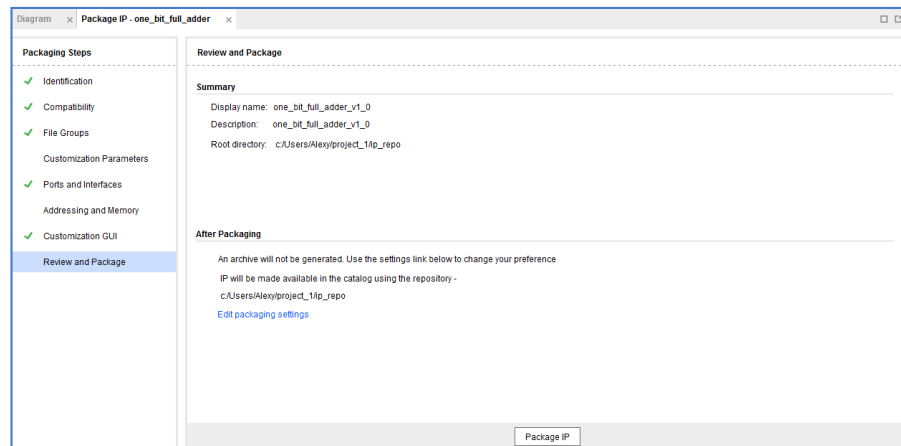 Diagram × Package IP - one_bit_full_adder ×
Packaging Steps
Identification
Compatibility
File Groups
Customization Parameters
Ports and Interfaces
Addressing and Memory
Customization GUI
Review and Package
Review and Package
Summary
Display name: one_bit_full_adder_v1_0
Description: one_bit_full_adder_v1_0
Root directory: c:/Users/Alexy/project_1/ip_repo
After Packaging
An archive will not be generated. Use the settings link below to change your preference
IP will be made available in the catalog using the repository -
c:/Users/Alexy/project_1/ip_repo
Edit packaging settings
Package IP